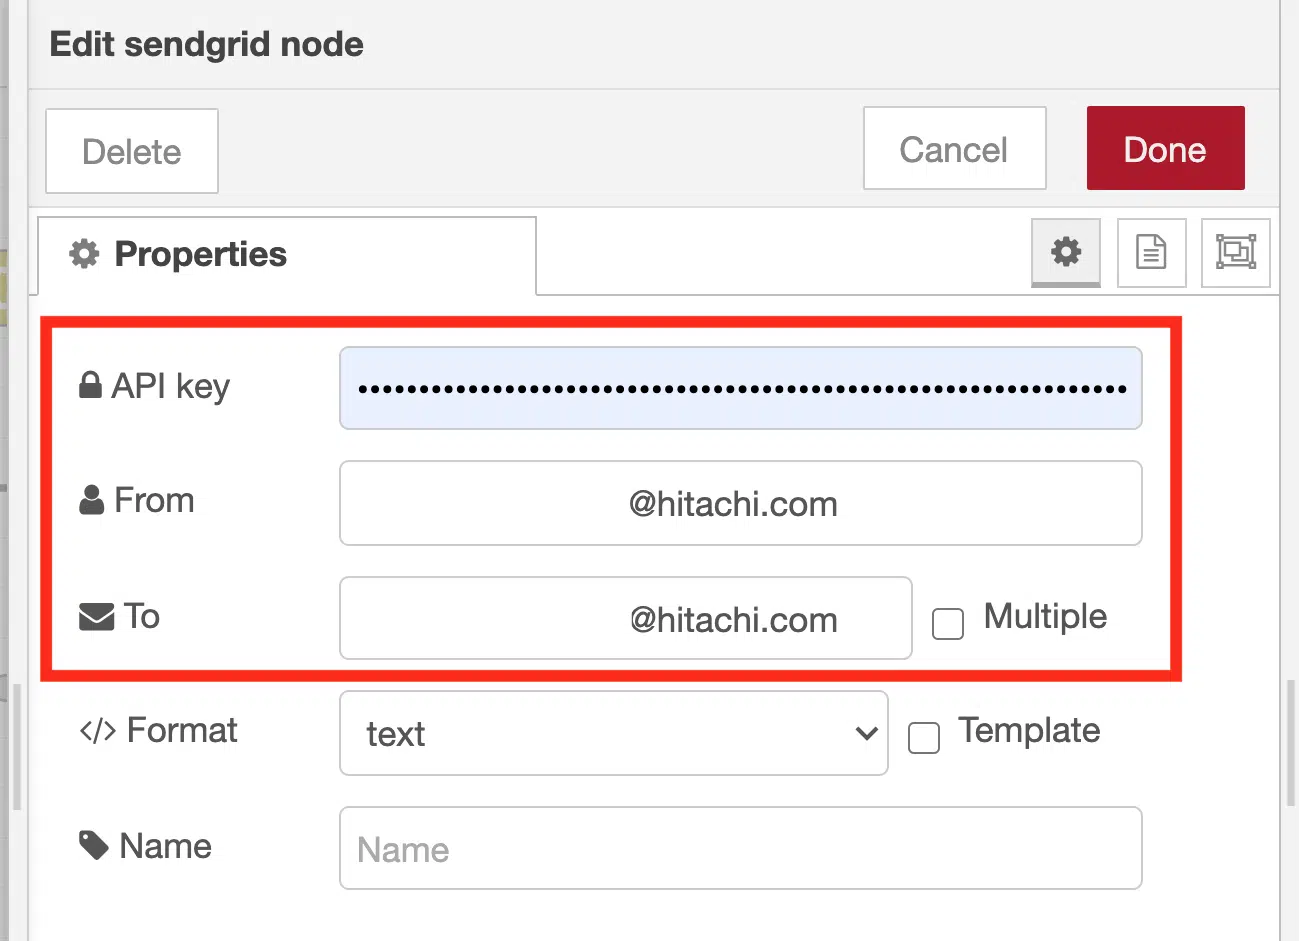 Edit sendgrid node
Delete
Cancel
Done
Properties
API key
••••••••••••••••••••••••••••••••••••••••••••••••••••••••••••••••
From
@hitachi.com
To
@hitachi.com
Multiple
</> Format
text
Template
Name
Name